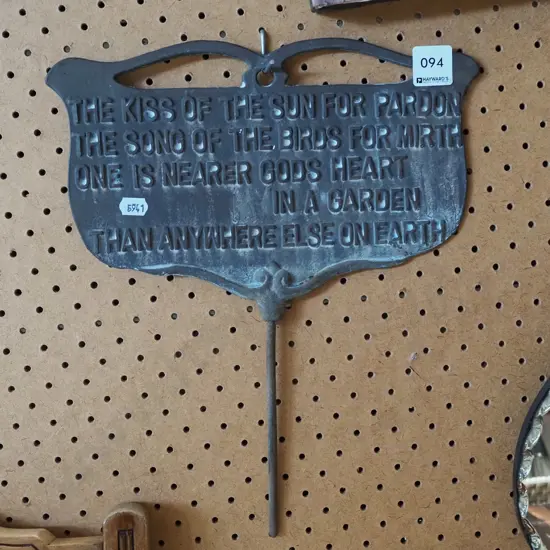 094
HAYWARD'S
THE KISS OF THE SUN FOR PARDON
THE SONG OF THE BIRDS FOR MIRTH
ONE IS NEARER GODS HEART
IN A GARDEN
THAN ANYWHERE ELSE ON EARTH